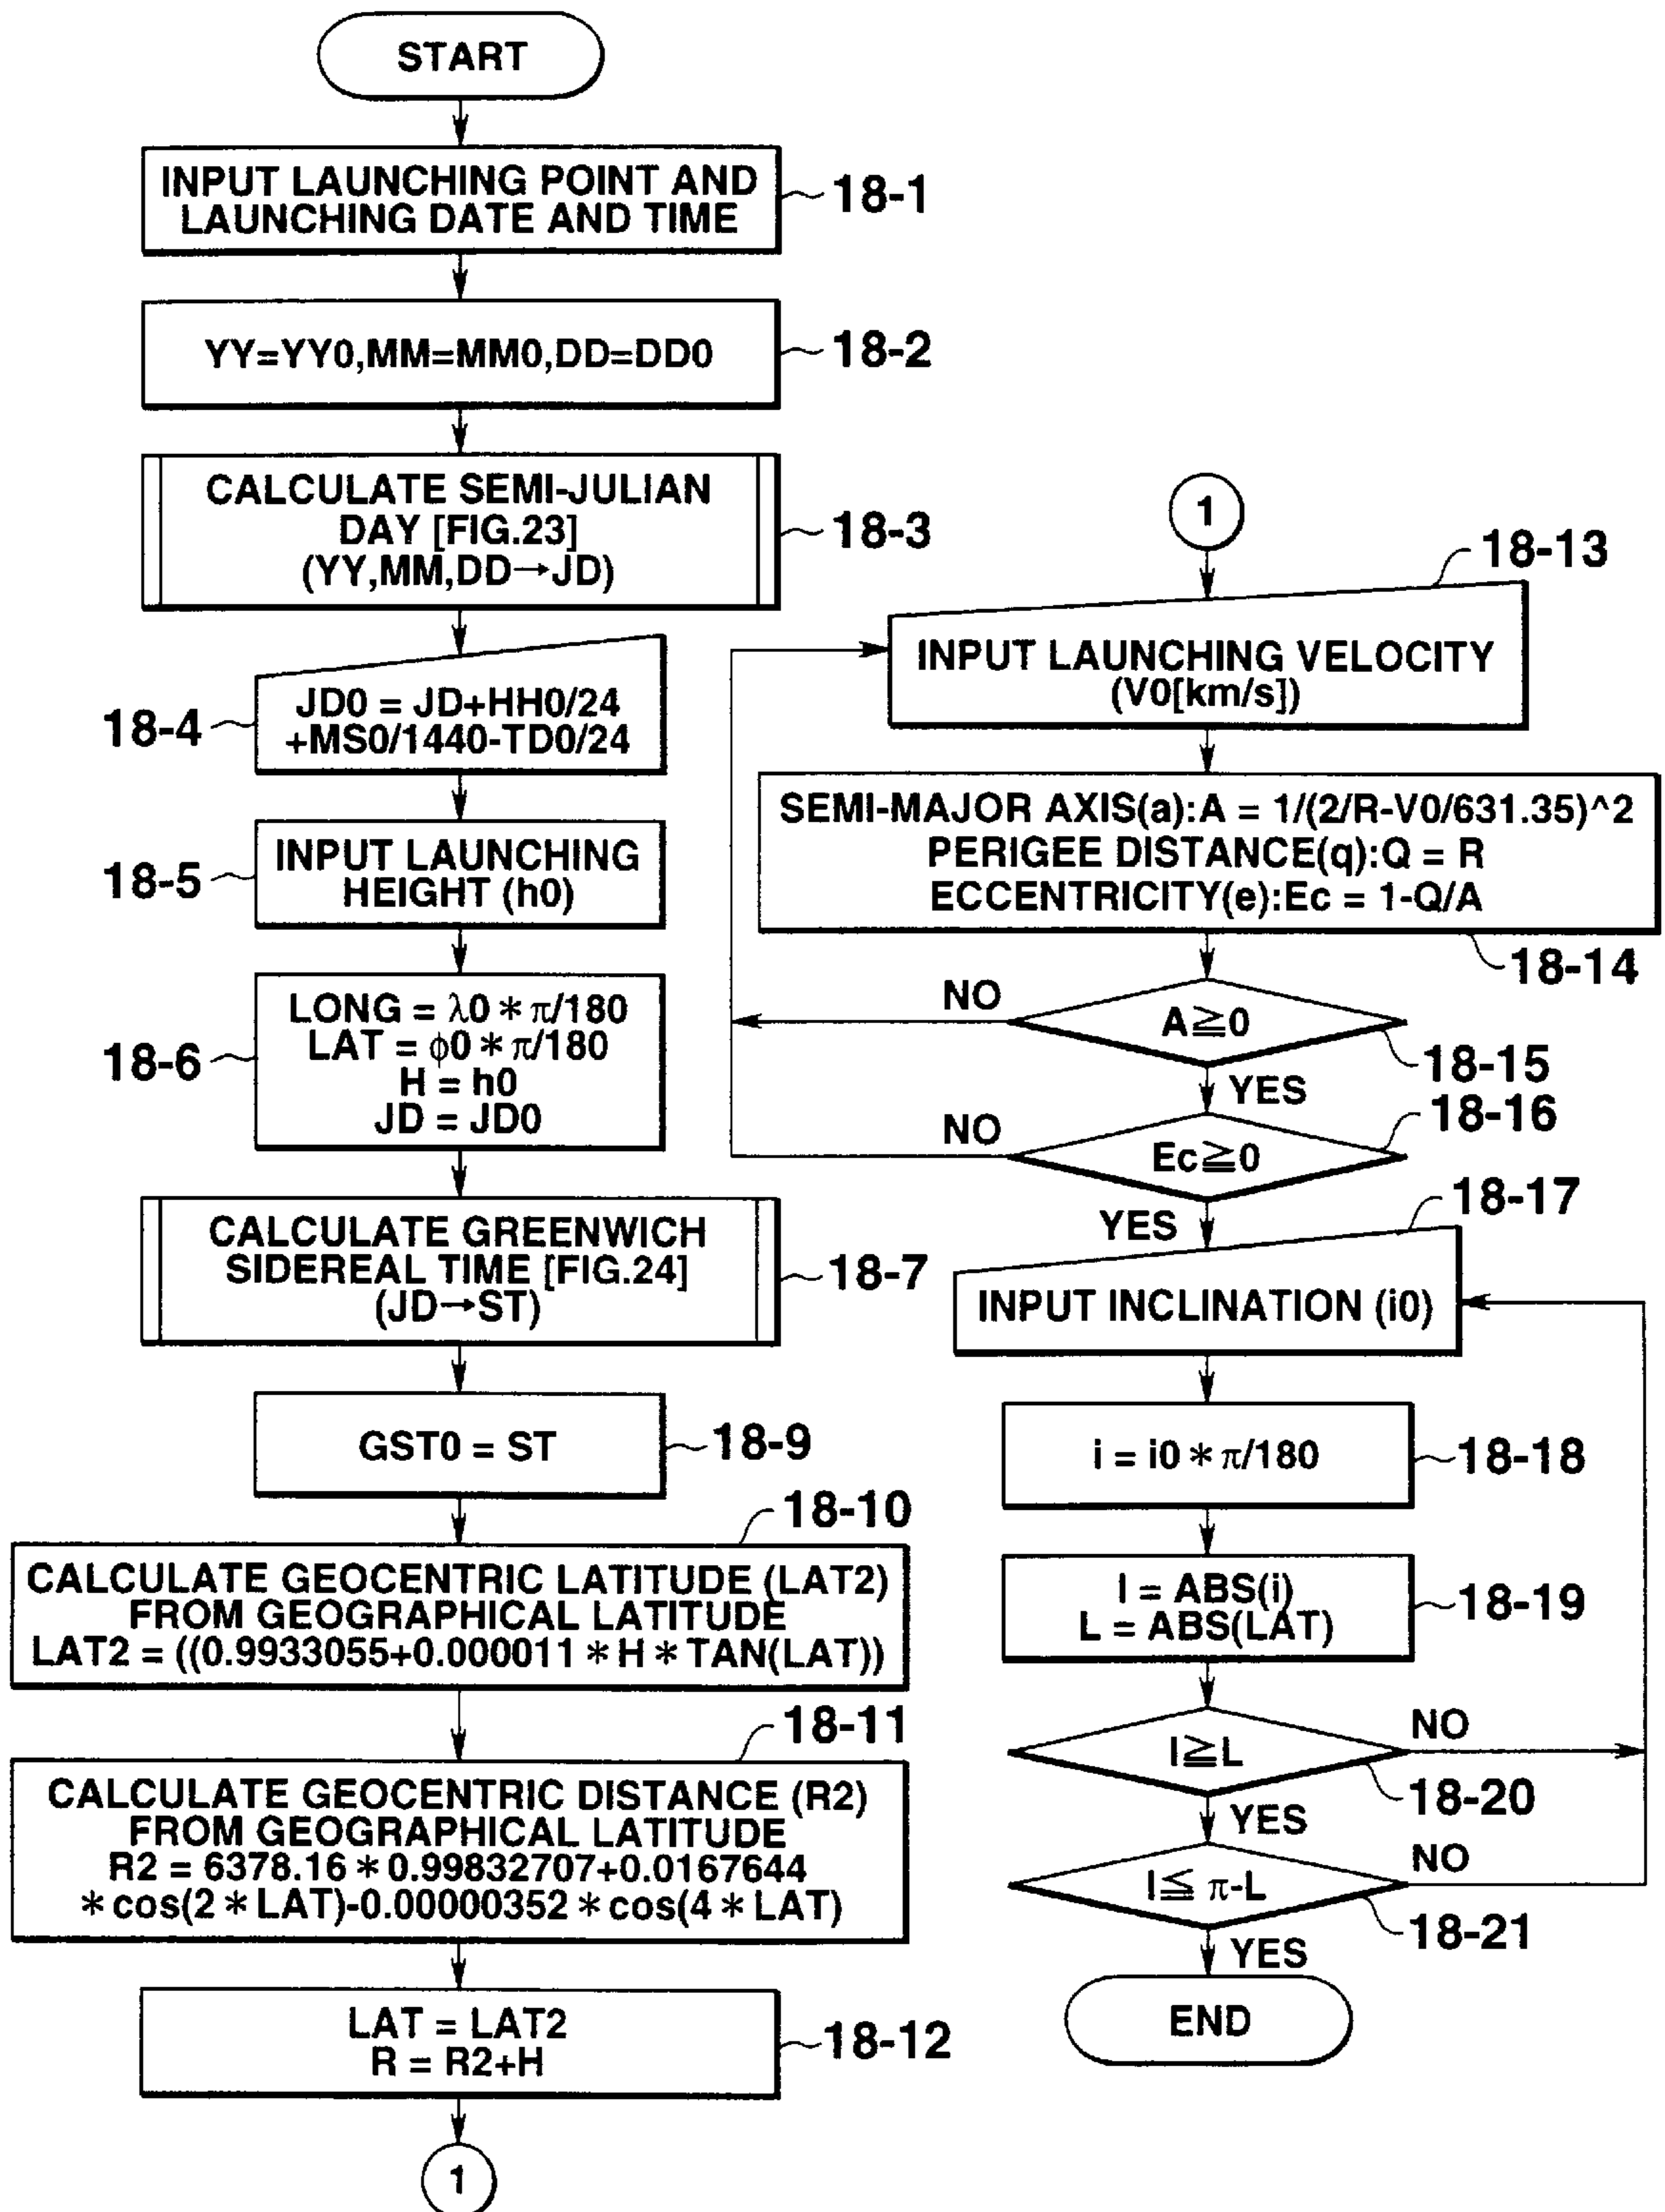 START
INPUT LAUNCHING POINT AND
LAUNCHING DATE AND TIME
18-1
YY=YY0,MM=MM0,DD=DD0
18-2
CALCULATE SEMI-JULIAN
DAY [FIG.23]
(YY,MM,DD→JD)
18-3
JD0 = JD+HH0/24
+MS0/1440-TD0/24
18-4
INPUT LAUNCHING
HEIGHT (h0)
18-5
LONG = λ0*π/180
LAT = ϕ0*π/180
H = h0
JD = JD0
18-6
CALCULATE GREENWICH
SIDEREAL TIME [FIG.24]
(JD→ST)
18-7
GST0 = ST
18-9
18-10
CALCULATE GEOCENTRIC LATITUDE (LAT2)
FROM GEOGRAPHICAL LATITUDE
LAT2 = ((0.9933055+0.000011*H*TAN(LAT))
18-11
CALCULATE GEOCENTRIC DISTANCE (R2)
FROM GEOGRAPHICAL LATITUDE
R2 = 6378.16*0.99832707+0.0167644
*cos(2*LAT)-0.00000352*cos(4*LAT)
LAT = LAT2
R = R2+H
18-12
1
1
18-13
INPUT LAUNCHING VELOCITY
(V0[km/s])
SEMI-MAJOR AXIS(a):A = 1/(2/R-V0/631.35)^2
PERIGEE DISTANCE(q):Q = R
ECCENTRICITY(e):Ec = 1-Q/A
18-14
NO
A≧0
18-15
YES
18-16
NO
Ec≧0
18-17
YES
INPUT INCLINATION (i0)
i = i0*π/180
18-18
I = ABS(i)
L = ABS(LAT)
18-19
I≧L
NO
18-20
YES
I≦ π-L
NO
18-21
YES
END